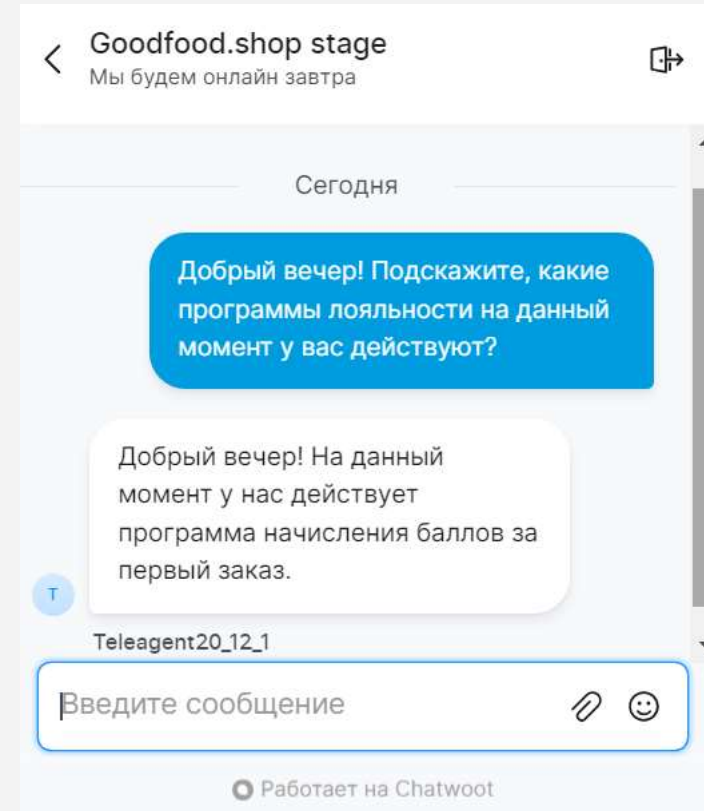 Goodfood.shop stage
Мы будем онлайн завтра
Сегодня
Добрый вечер! Подскажите, какие
программы лояльности на данный
момент у вас действуют?
Добрый вечер! На данный
момент у нас действует
программа начисления баллов за
первый заказ.
T
Teleagent20_12_1
Введите сообщение
Работает на Chatwoot